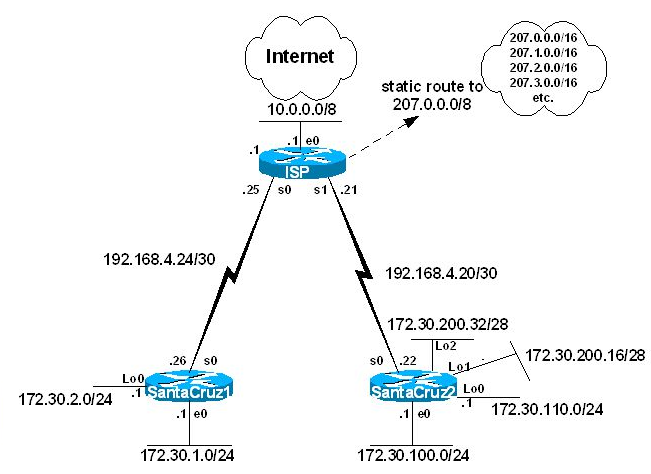 Internet
207.0.0.0/16
207.1.0.0/16
207.2.0.0/16
207.3.0.0/16
etc.
static route to
207.0.0.0/8
10.0.0.0/8
.1 e0
.1
ISP
.25 s0 s1 .21
192.168.4.24/30
192.168.4.20/30
172.30.200.32/28
Lo2
172.30.200.16/28
.26 s0
s0 .22
Lo1
Lo0
SantaCruz1
.1
172.30.2.0/24
.1 e0
172.30.1.0/24
SantaCruz2
Lo0
.1
172.30.110.0/24
.1 e0
172.30.100.0/24